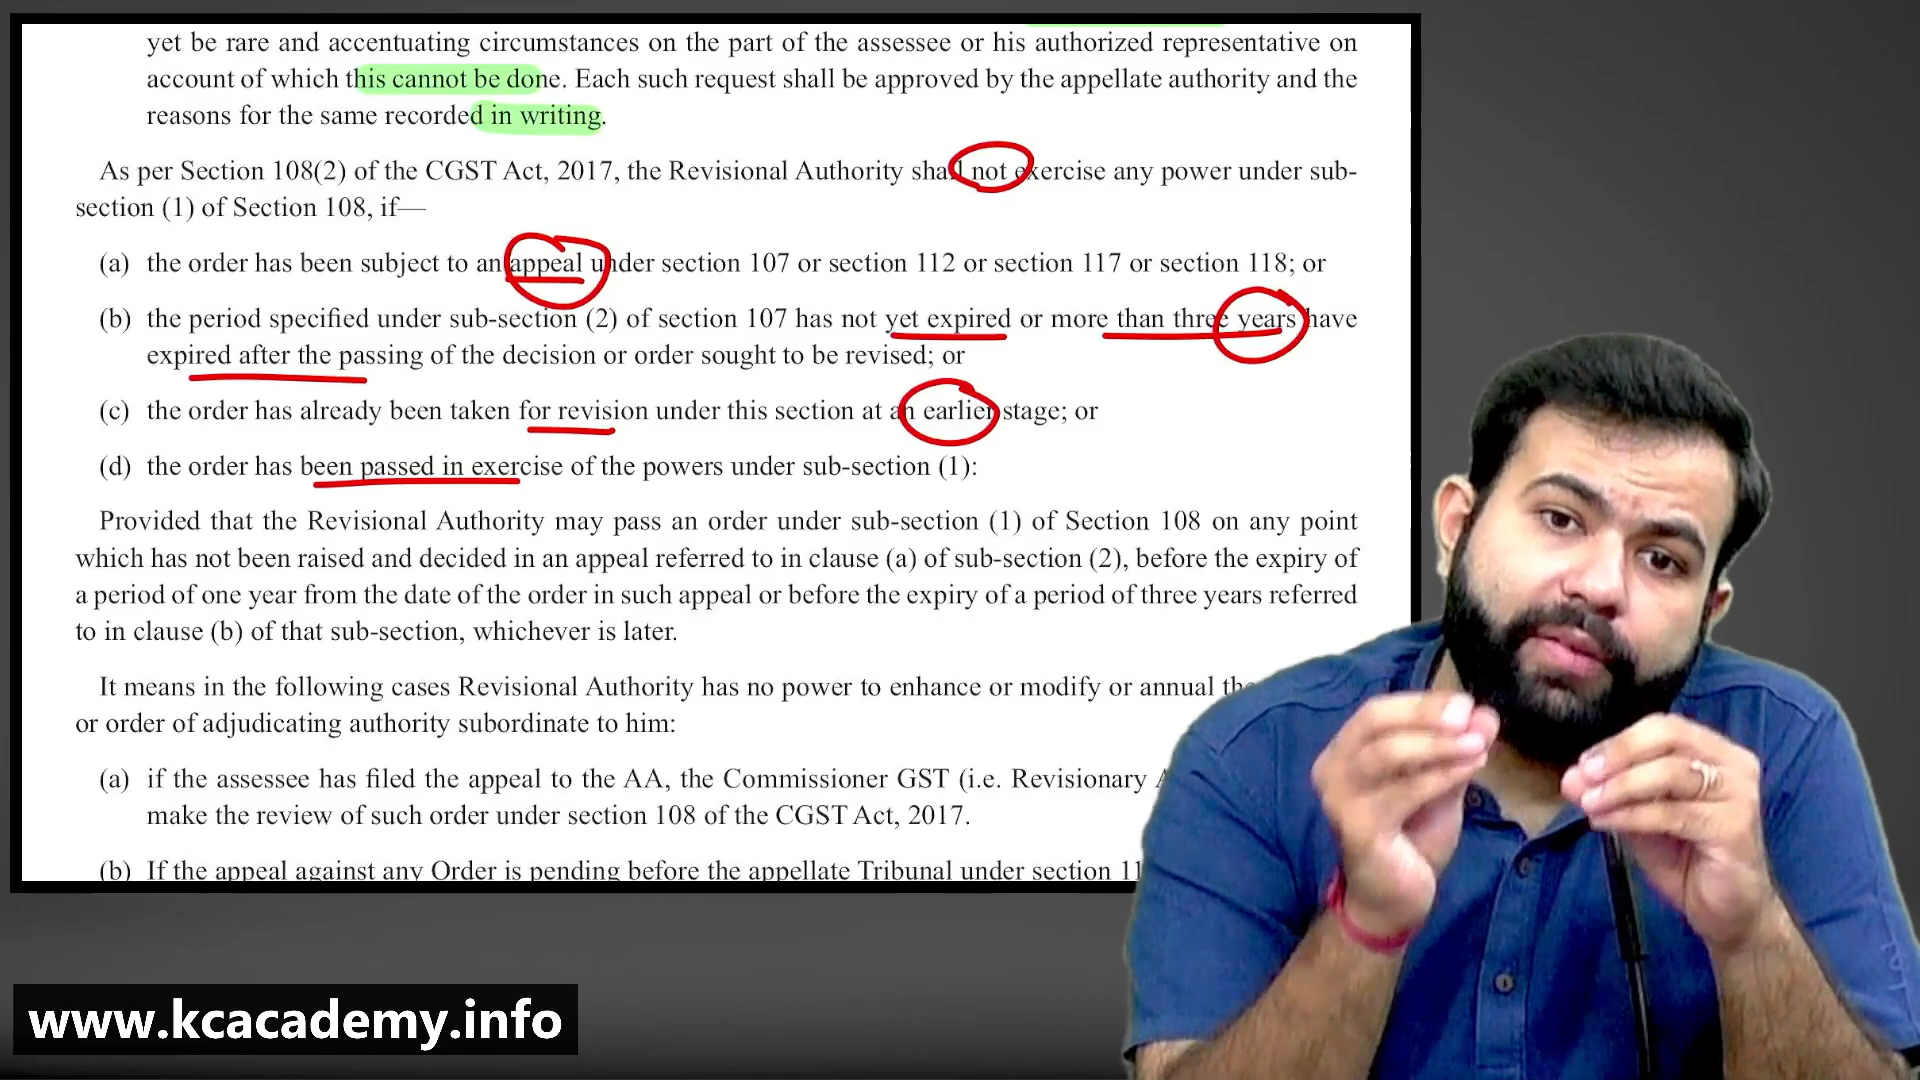 yet be rare and accentuating circumstances on the part of the assessee or his authorized representative on
account of which this cannot be done. Each such request shall be approved by the appellate authority and the
reasons for the same recorded in writing.
As per Section 108(2) of the CGST Act, 2017, the Revisional Authority shall not exercise any power under sub-
section (1) of Section 108, if—
(a) the order has been subject to an appeal under section 107 or section 112 or section 117 or section 118; or
(b) the period specified under sub-section (2) of section 107 has not yet expired or more than three years have
expired after the passing of the decision or order sought to be revised; or
(c) the order has already been taken for revision under this section at an earlier stage; or
(d) the order has been passed in exercise of the powers under sub-section (1):
Provided that the Revisional Authority may pass an order under sub-section (1) of Section 108 on any point
which has not been raised and decided in an appeal referred to in clause (a) of sub-section (2), before the expiry of
a period of one year from the date of the order in such appeal or before the expiry of a period of three years referred
to in clause (b) of that sub-section, whichever is later.
It means in the following cases Revisional Authority has no power to enhance or modify or annual
or order of adjudicating authority subordinate to him:
(a) if the assessee has filed the appeal to the AA, the Commissioner GST (i.e. Revisionary
make the review of such order under section 108 of the CGST Act, 2017.
(b) If the appeal against any Order is pending before the appellate Tribunal under section
www.kcacademy.info